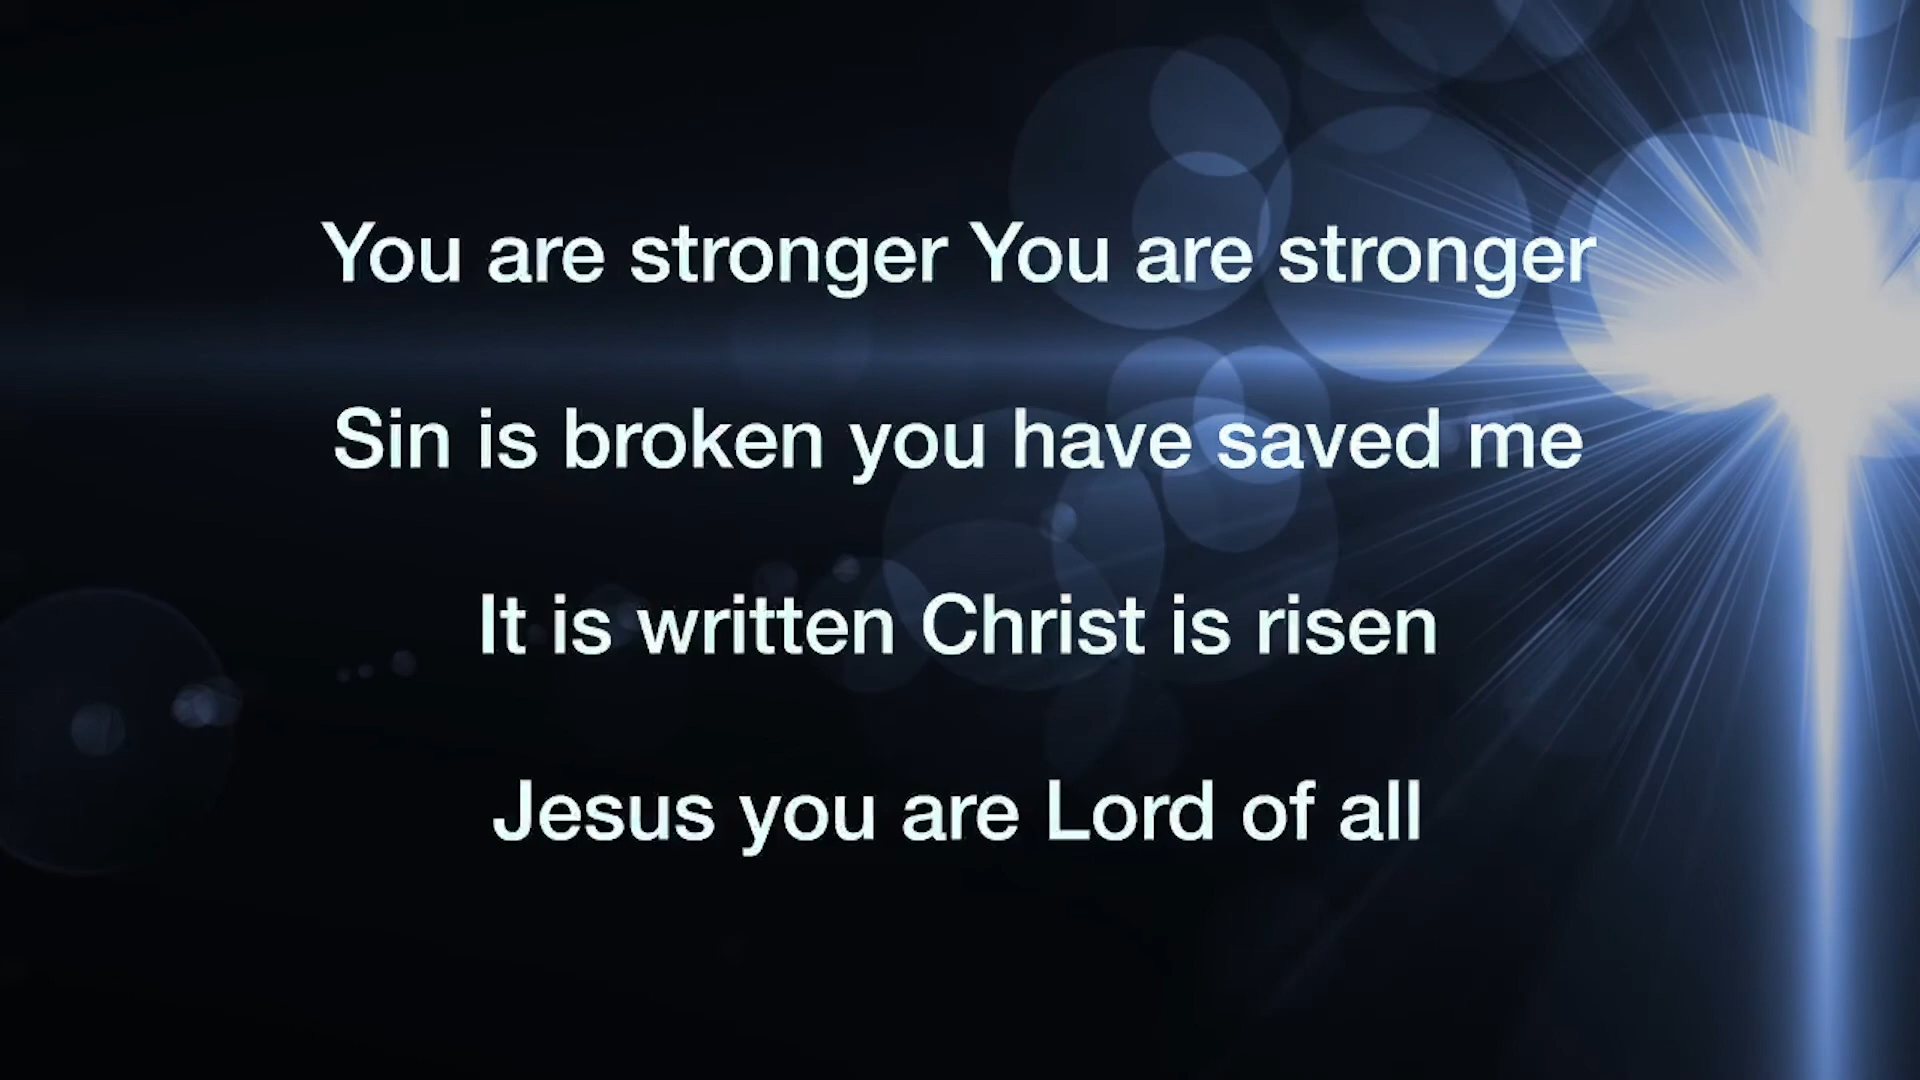 You are stronger You are stronger
Sin is broken you have saved me
It is written Christ is risen
Jesus you are Lord of all